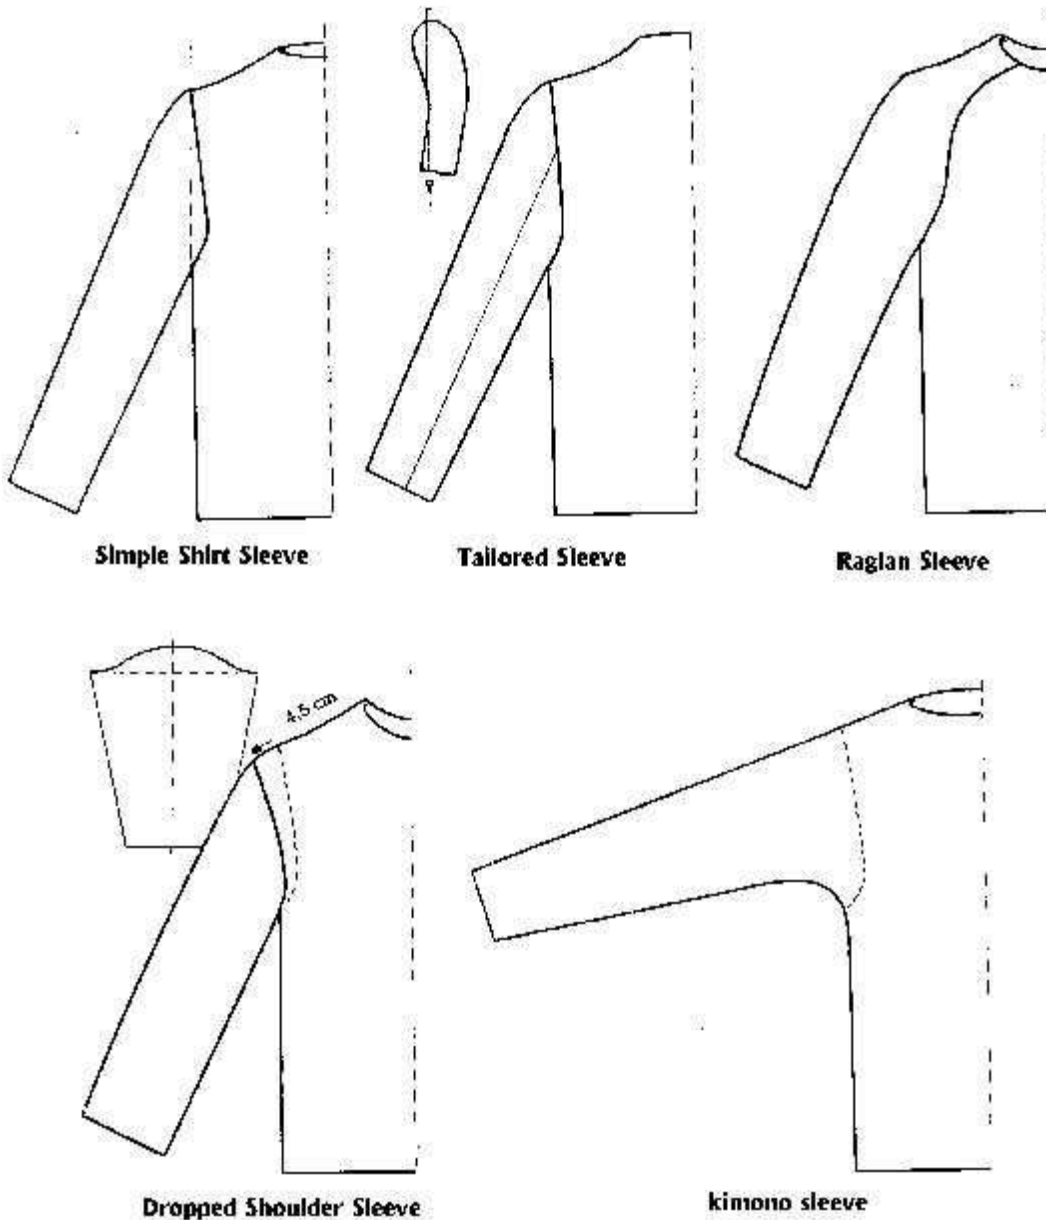 Simple Shirt Sleeve
Tailored Sleeve
Raglan Sleeve
4,5 cm
Dropped Shoulder Sleeve
kimono sleeve